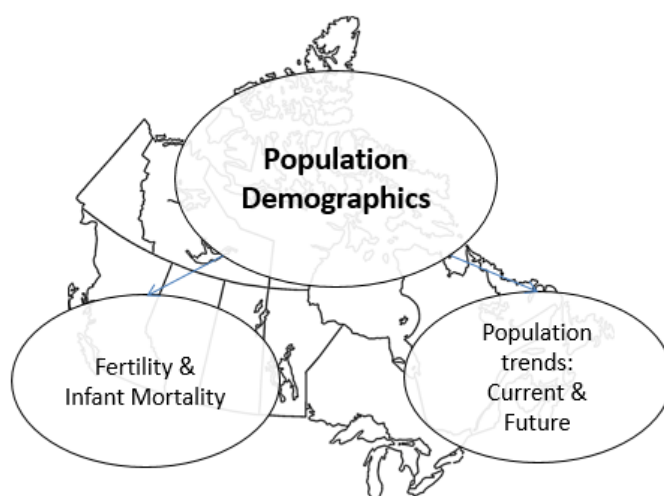 Population
Demographics
Fertility &
Infant Mortality
Population
trends:
Current &
Future